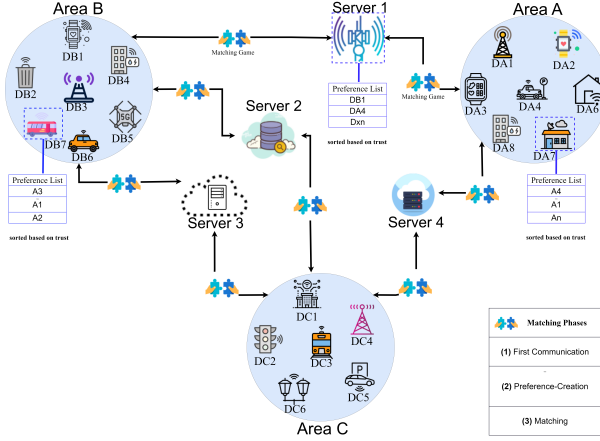 Area B
Server 1
Area A
DB1
DB2
DB4
DB3
DB5
DB7
DB6
Matching Game
Matching Game
Preference List
DB1
DA4
Dxn
sorted based on trust
DA1
DA2
DA3
DA4
DA6
DA8
DA7
Server 2
Preference List
A3
A1
A2
sorted based on trust
Server 3
Server 4
Preference List
A4
A1
An
sorted based on trust
DC1
DC4
DC2
DC3
DC5
DC6
Area C
Matching Phases
(1) First Communication
(2) Preference-Creation
(3) Matching
5G
P
P